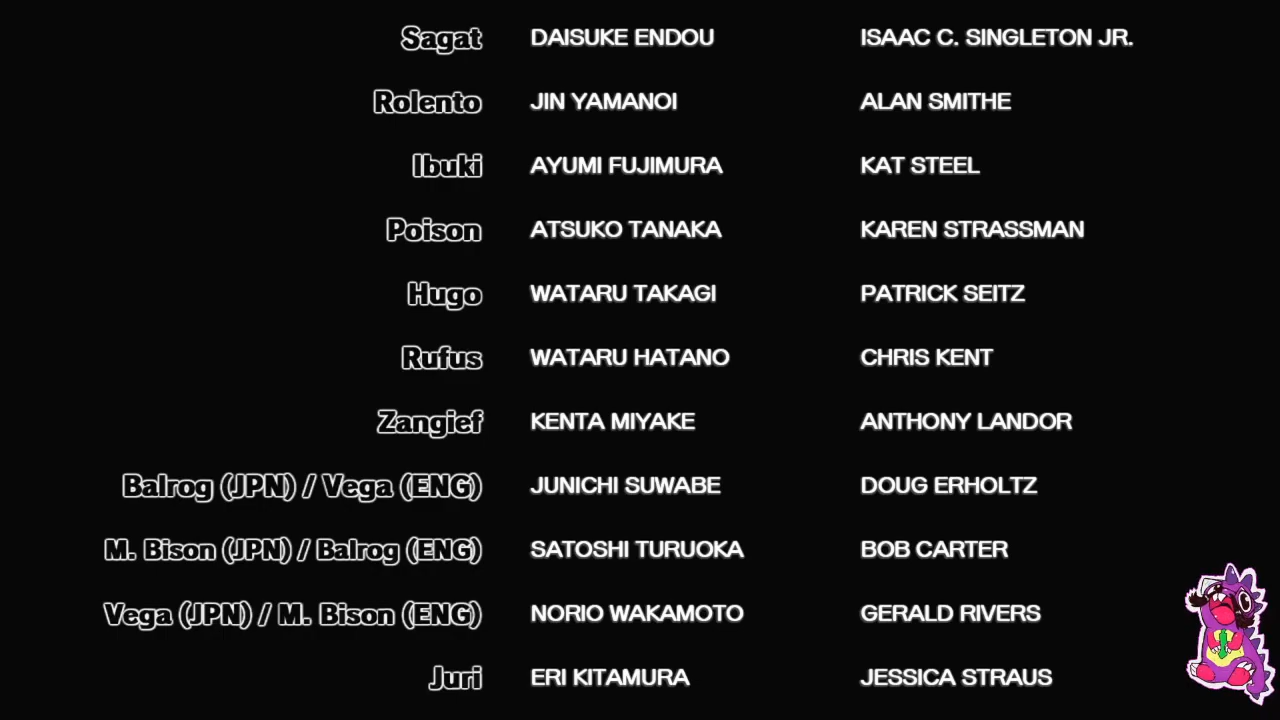 Sagat DAISUKE ENDOU ISAAC C. SINGLETON JR.
Rolento JIN YAMANOI ALAN SMITHE
Ibuki AYUMI FUJIMURA KAT STEEL
Poison ATSUKO TANAKA KAREN STRASSMAN
Hugo WATARU TAKAGI PATRICK SEITZ
Rufus WATARU HATANO CHRIS KENT
Zangief KENTA MIYAKE ANTHONY LANDOR
Balrog (JPN) / Vega (ENG) JUNICHI SUWABE DOUG ERHOLTZ
M. Bison (JPN) / Balrog (ENG) SATOSHI TURUOKA BOB CARTER
Vega (JPN) / M. Bison (ENG) NORIO WAKAMOTO GERALD RIVERS
Juri ERI KITAMURA JESSICA STRAUS